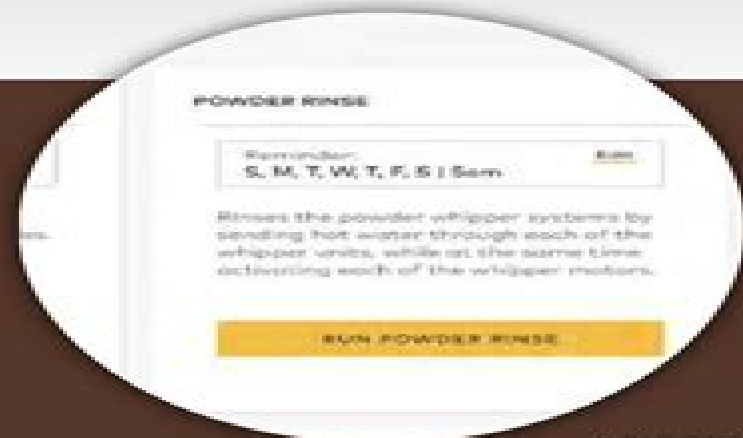 POWDER RINSE
Reminder:
Edit
S, M, T, W, T, F, S | 5am
Rinses the powder whipper systems by
sending hot water through each of the
whipper units, while at the same time
activating each of the whipper motors.
RUN POWDER RINSE